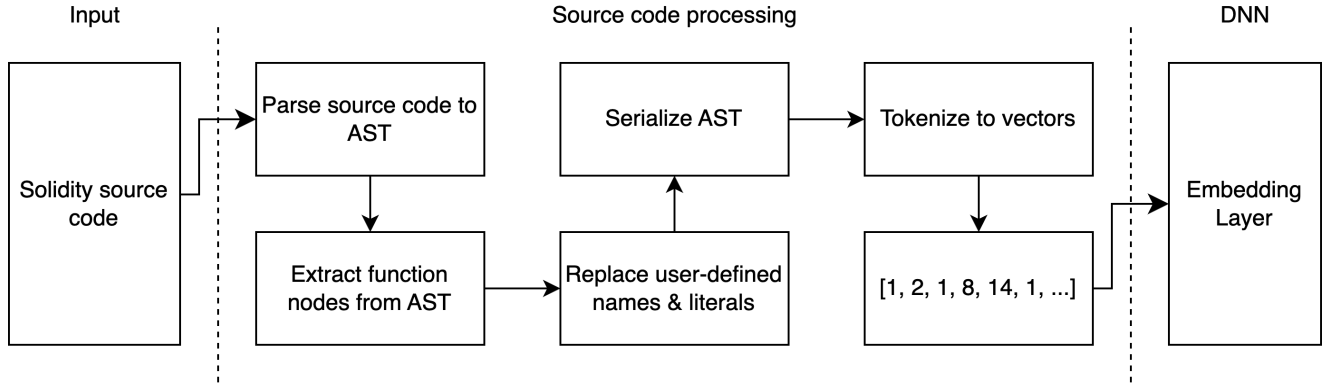 Input
Source code processing
DNN
Solidity source
code
Parse source code to
AST
Extract function
nodes from AST
Replace user-defined
names & literals
Serialize AST
Tokenize to vectors
[1, 2, 1, 8, 14, 1, ...]
Embedding
Layer